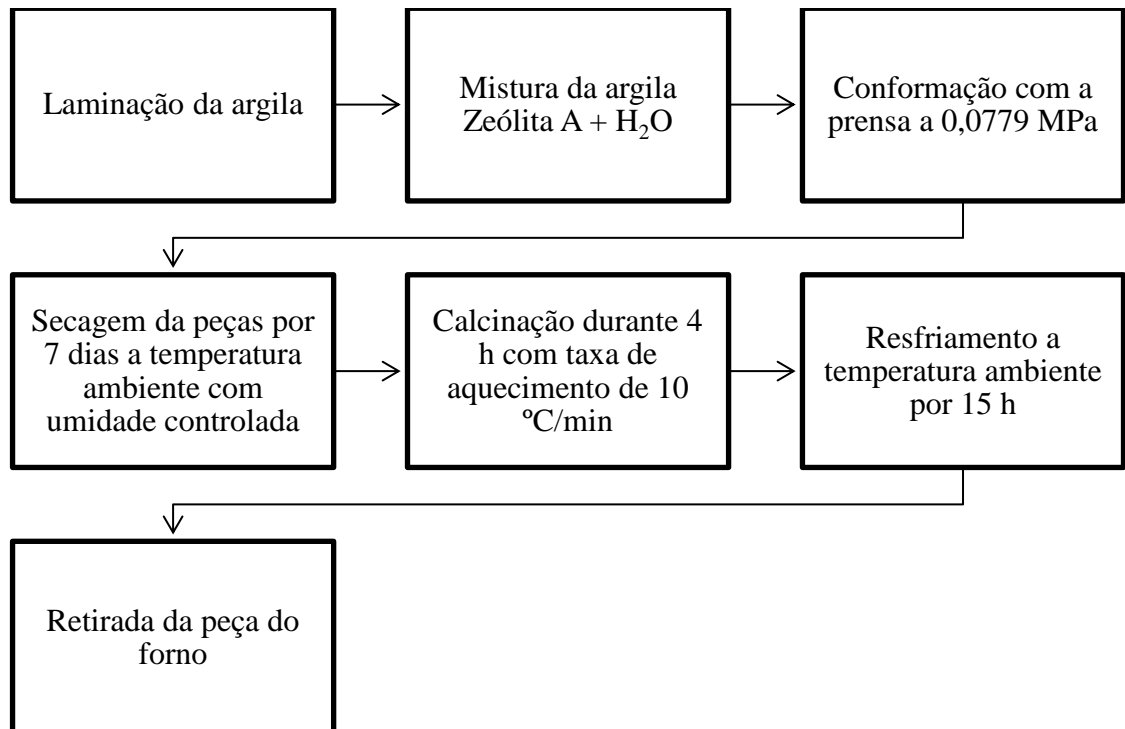 Laminação da argila
Mistura da argila
Zeólita A + H₂O
Conformação com a
prensa a 0,0779 MPa
Secagem da peças por
7 dias a temperatura
ambiente com
umidade controlada
Calcinação durante 4
h com taxa de
aquecimento de 10
ºC/min
Resfriamento a
temperatura ambiente
por 15 h
Retirada da peça do
forno